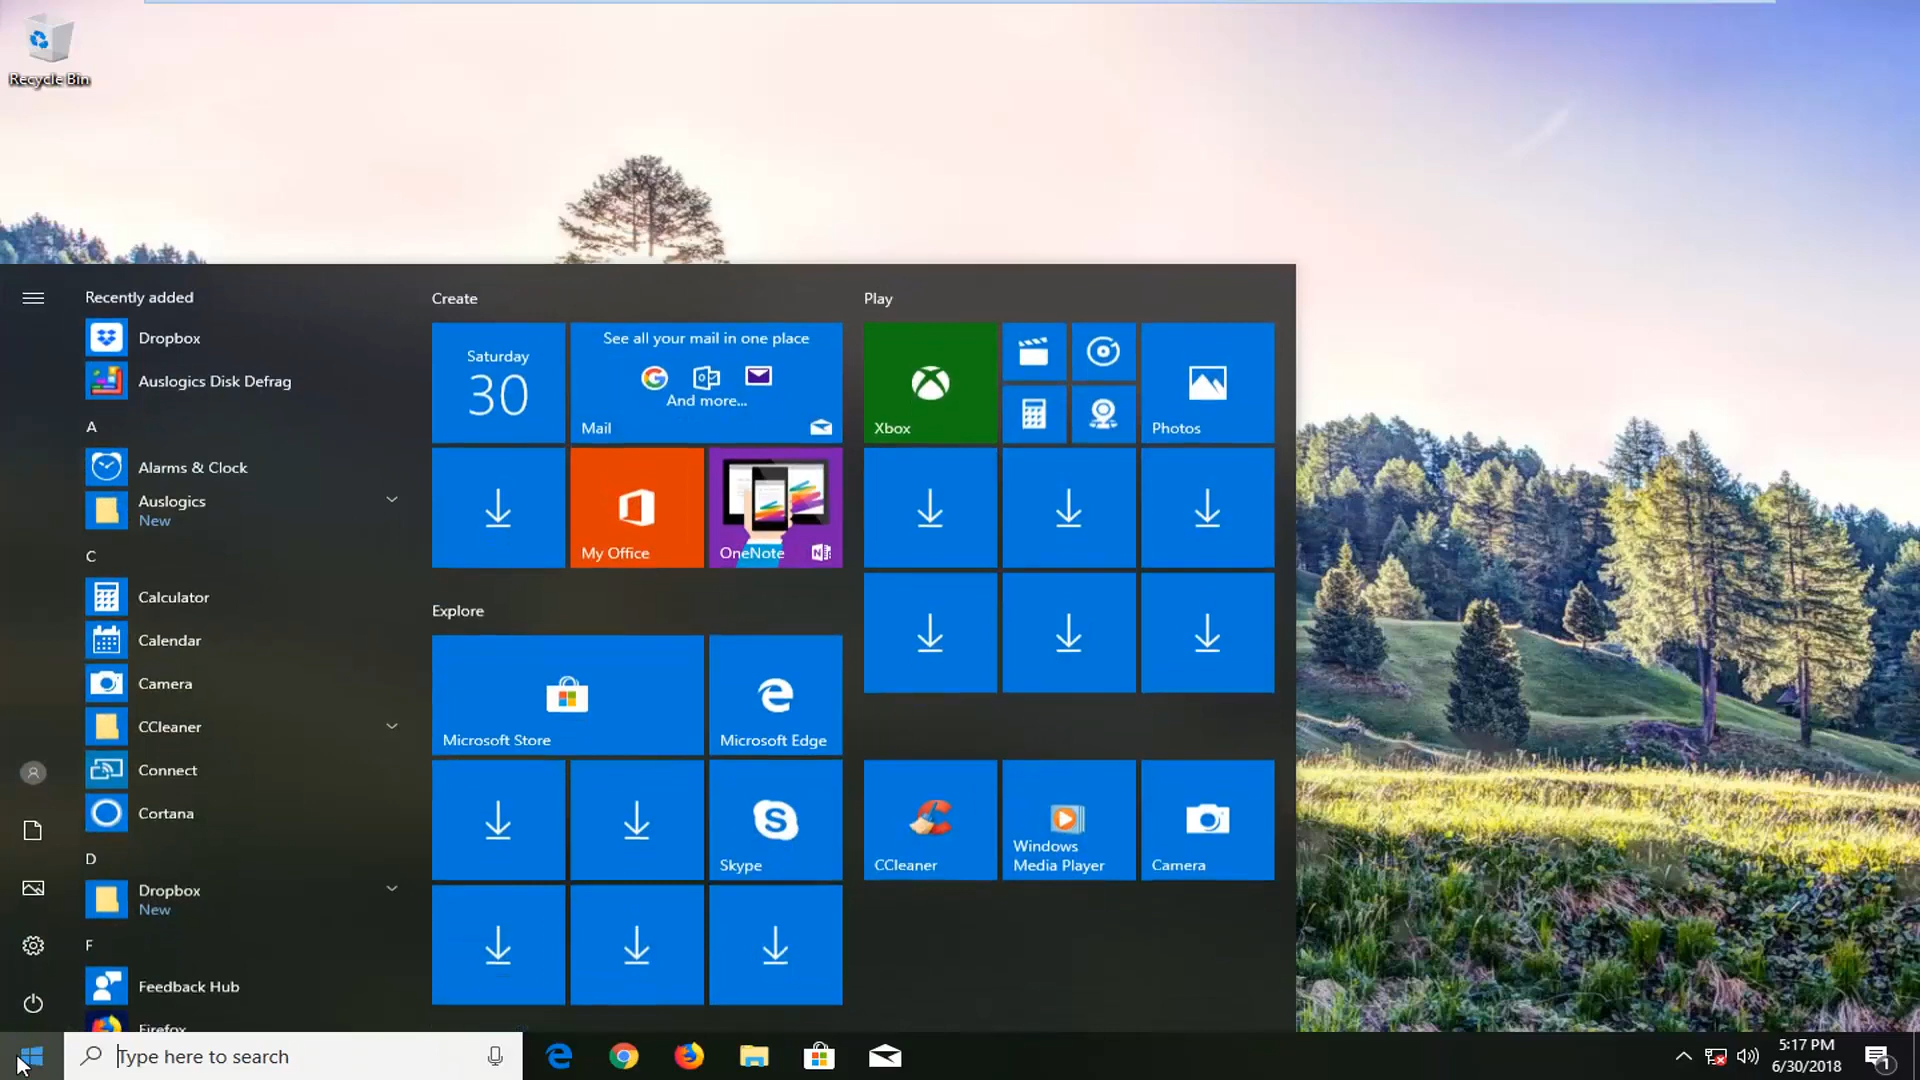 Recycle Bin
Recently added
Dropbox
Auslogics Disk Defrag
A
Alarms & Clock
Auslogics
New
C
Calculator
Calendar
Camera
CCleaner
Connect
Cortana
D
Dropbox
New
F
Feedback Hub
Firefox
Create
Saturday
30
See all your mail in one place
And more...
Mail
My Office
OneNote
Explore
Microsoft Store
Microsoft Edge
Skype
Play
Xbox
Photos
CCleaner
Windows
Media Player
Camera
Type here to search
5:17 PM
6/30/2018
1